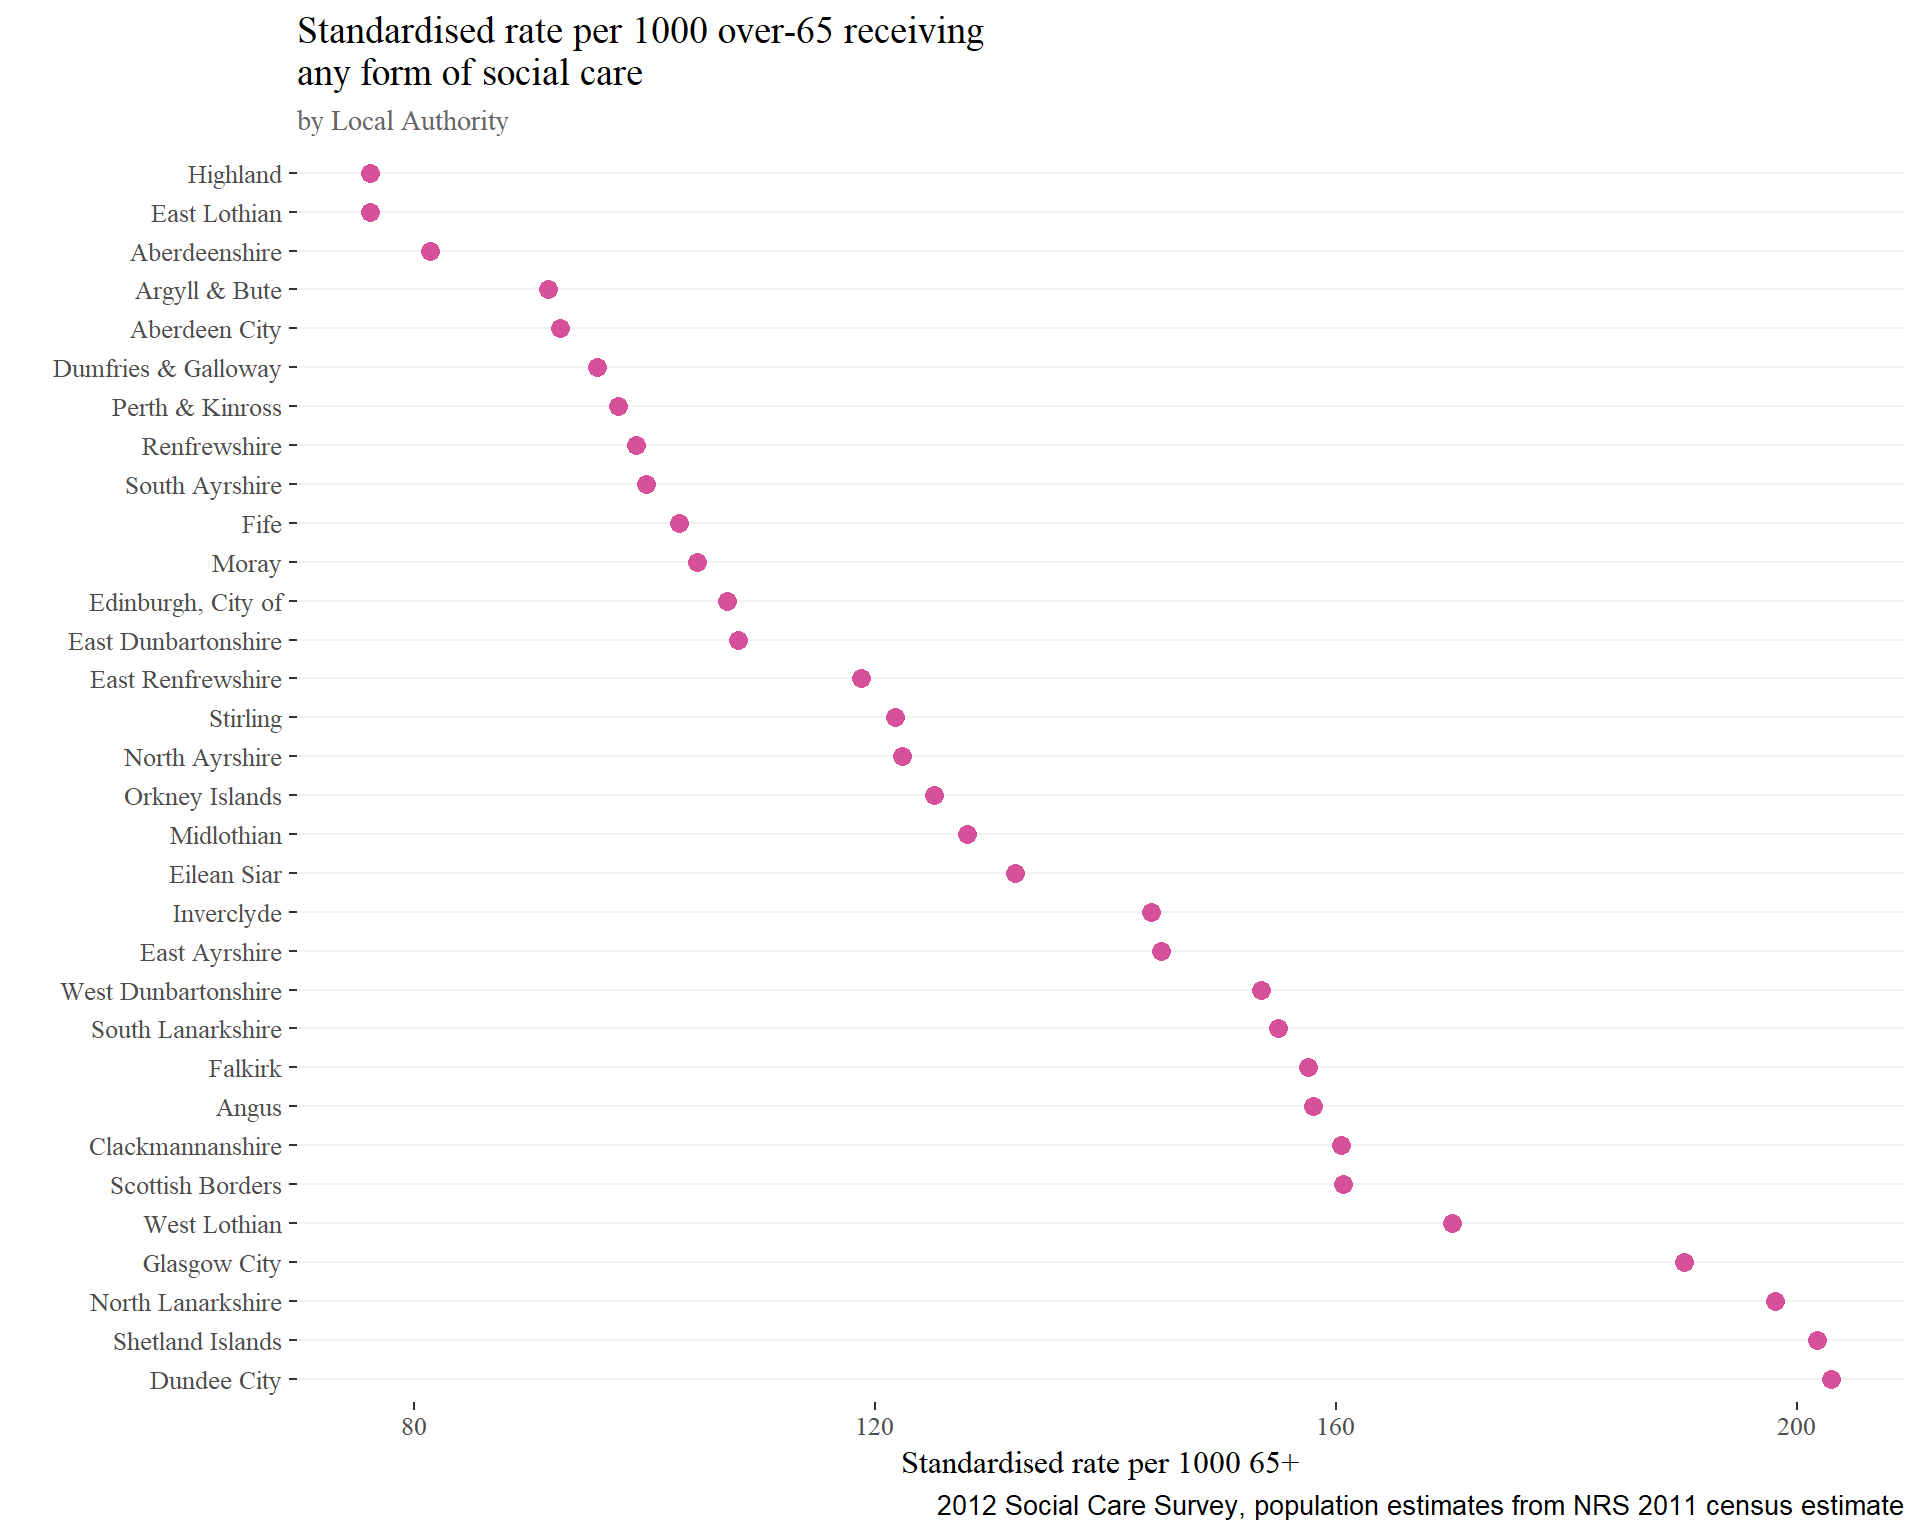 Standardised rate per 1000 over-65 receiving
any form of social care
by Local Authority
Highland
East Lothian
Aberdeenshire
Argyll & Bute
Aberdeen City
Dumfries & Galloway
Perth & Kinross
Renfrewshire
South Ayrshire
Fife
Moray
Edinburgh, City of
East Dunbartonshire
East Renfrewshire
Stirling
North Ayrshire
Orkney Islands
Midlothian
Eilean Siar
Inverclyde
East Ayrshire
West Dunbartonshire
South Lanarkshire
Falkirk
Angus
Clackmannanshire
Scottish Borders
West Lothian
Glasgow City
North Lanarkshire
Shetland Islands
Dundee City
80 120 160 200
Standardised rate per 1000 65+
2012 Social Care Survey, population estimates from NRS 2011 census estimate